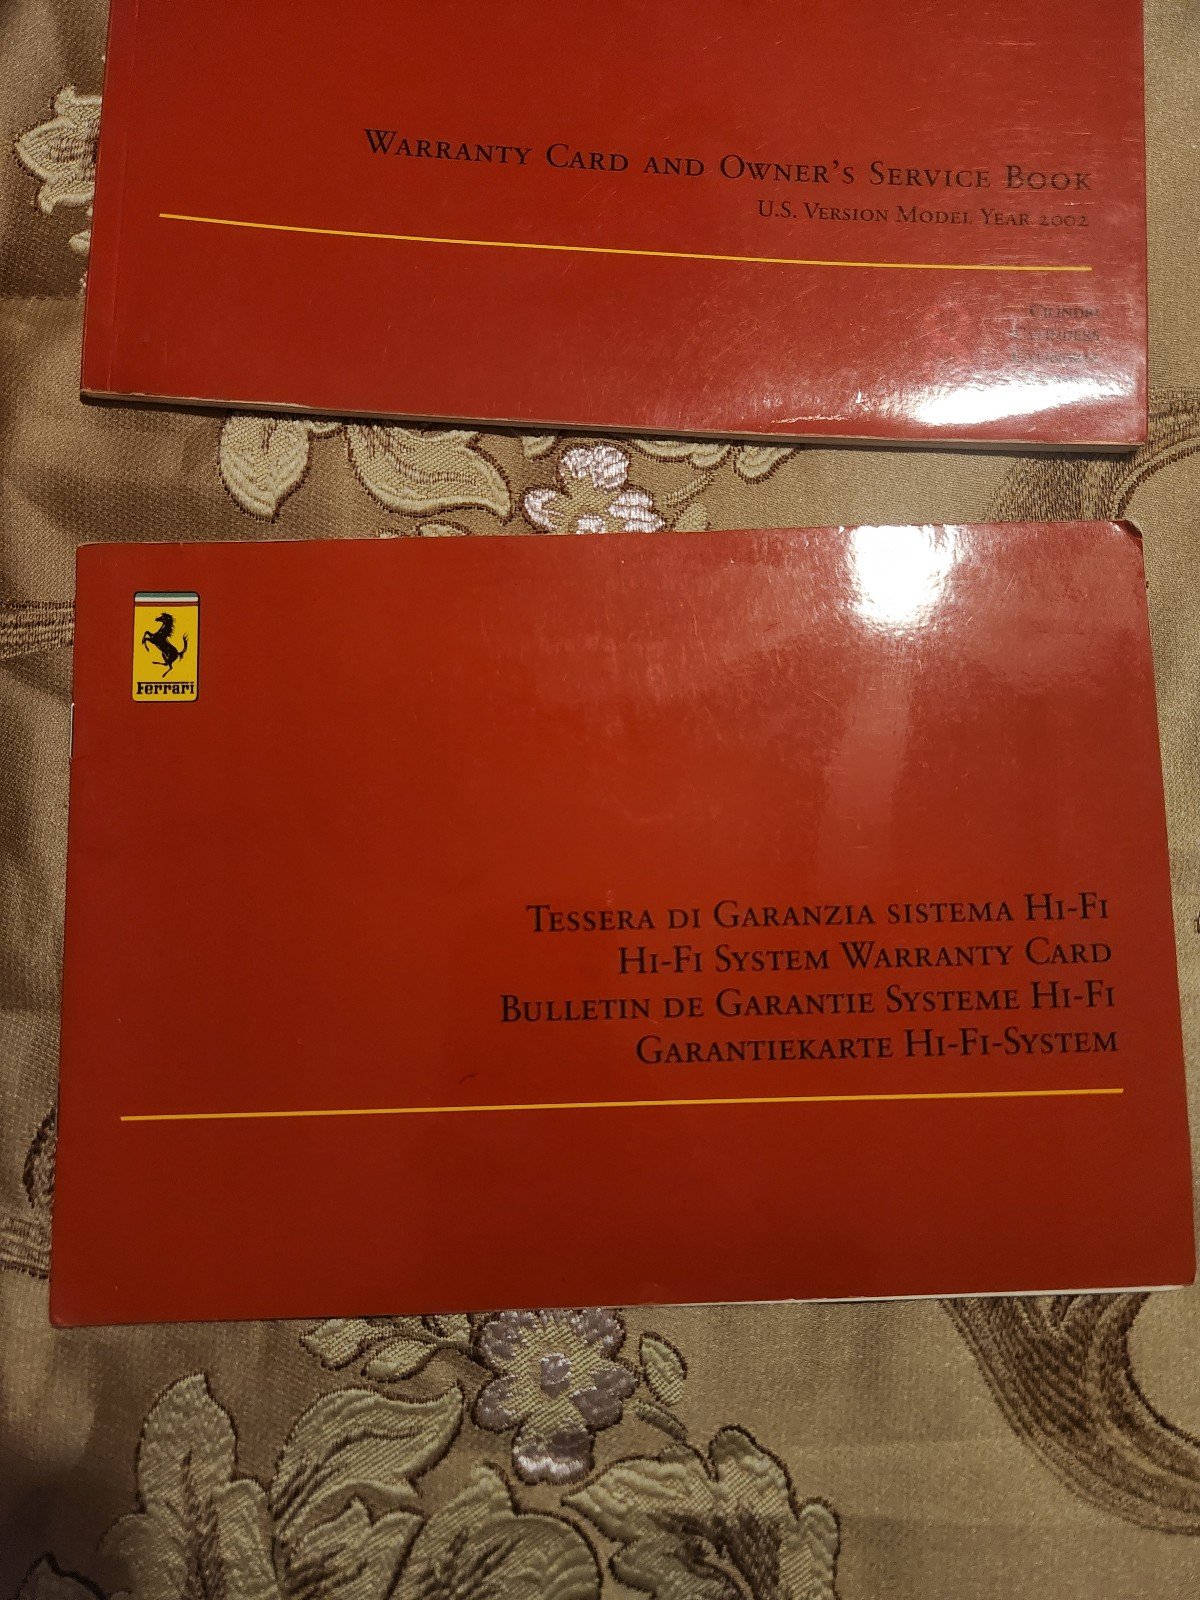 Warranty Card and Owner's Service Book
U.S. Version Model Year 2002
Cilindri
Ferrari
Tessera di Garanzia sistema Hi-Fi
Hi-Fi System Warranty Card
Bulletin de Garantie Systeme Hi-Fi
Garantiekarte Hi-Fi-System